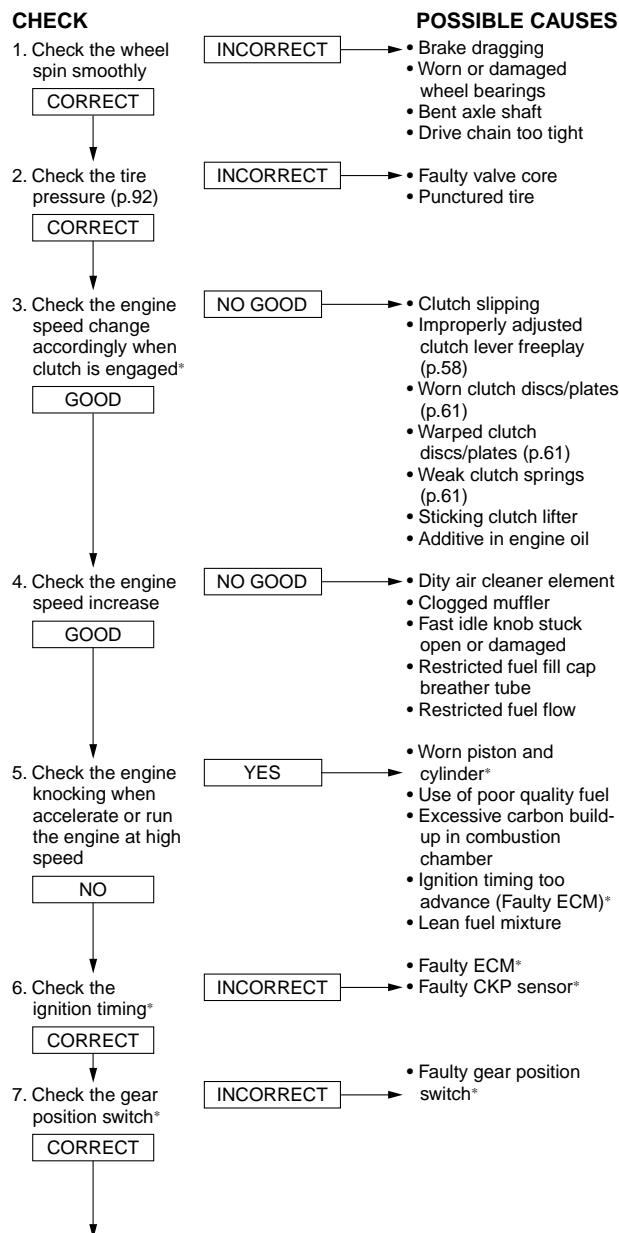 CHECK
POSSIBLE CAUSES
1. Check the wheel
spin smoothly
CORRECT
INCORRECT
• Brake dragging
• Worn or damaged
wheel bearings
• Bent axle shaft
• Drive chain too tight
2. Check the tire
pressure (p.92)
CORRECT
INCORRECT
• Faulty valve core
• Punctured tire
3. Check the engine
speed change
accordingly when
clutch is engaged*
GOOD
NO GOOD
• Clutch slipping
• Improperly adjusted
clutch lever freeplay
(p.58)
• Worn clutch discs/plates
(p.61)
• Warped clutch
discs/plates (p.61)
• Weak clutch springs
(p.61)
• Sticking clutch lifter
• Additive in engine oil
4. Check the engine
speed increase
GOOD
NO GOOD
• Dity air cleaner element
• Clogged muffler
• Fast idle knob stuck
open or damaged
• Restricted fuel fill cap
breather tube
• Restricted fuel flow
5. Check the engine
knocking when
accelerate or run
the engine at high
speed
NO
YES
• Worn piston and
cylinder*
• Use of poor quality fuel
• Excessive carbon build-
up in combustion
chamber
• Ignition timing too
advance (Faulty ECM)*
• Lean fuel mixture
6. Check the
ignition timing*
CORRECT
INCORRECT
• Faulty ECM*
• Faulty CKP sensor*
7. Check the gear
position switch*
CORRECT
INCORRECT
• Faulty gear position
switch*